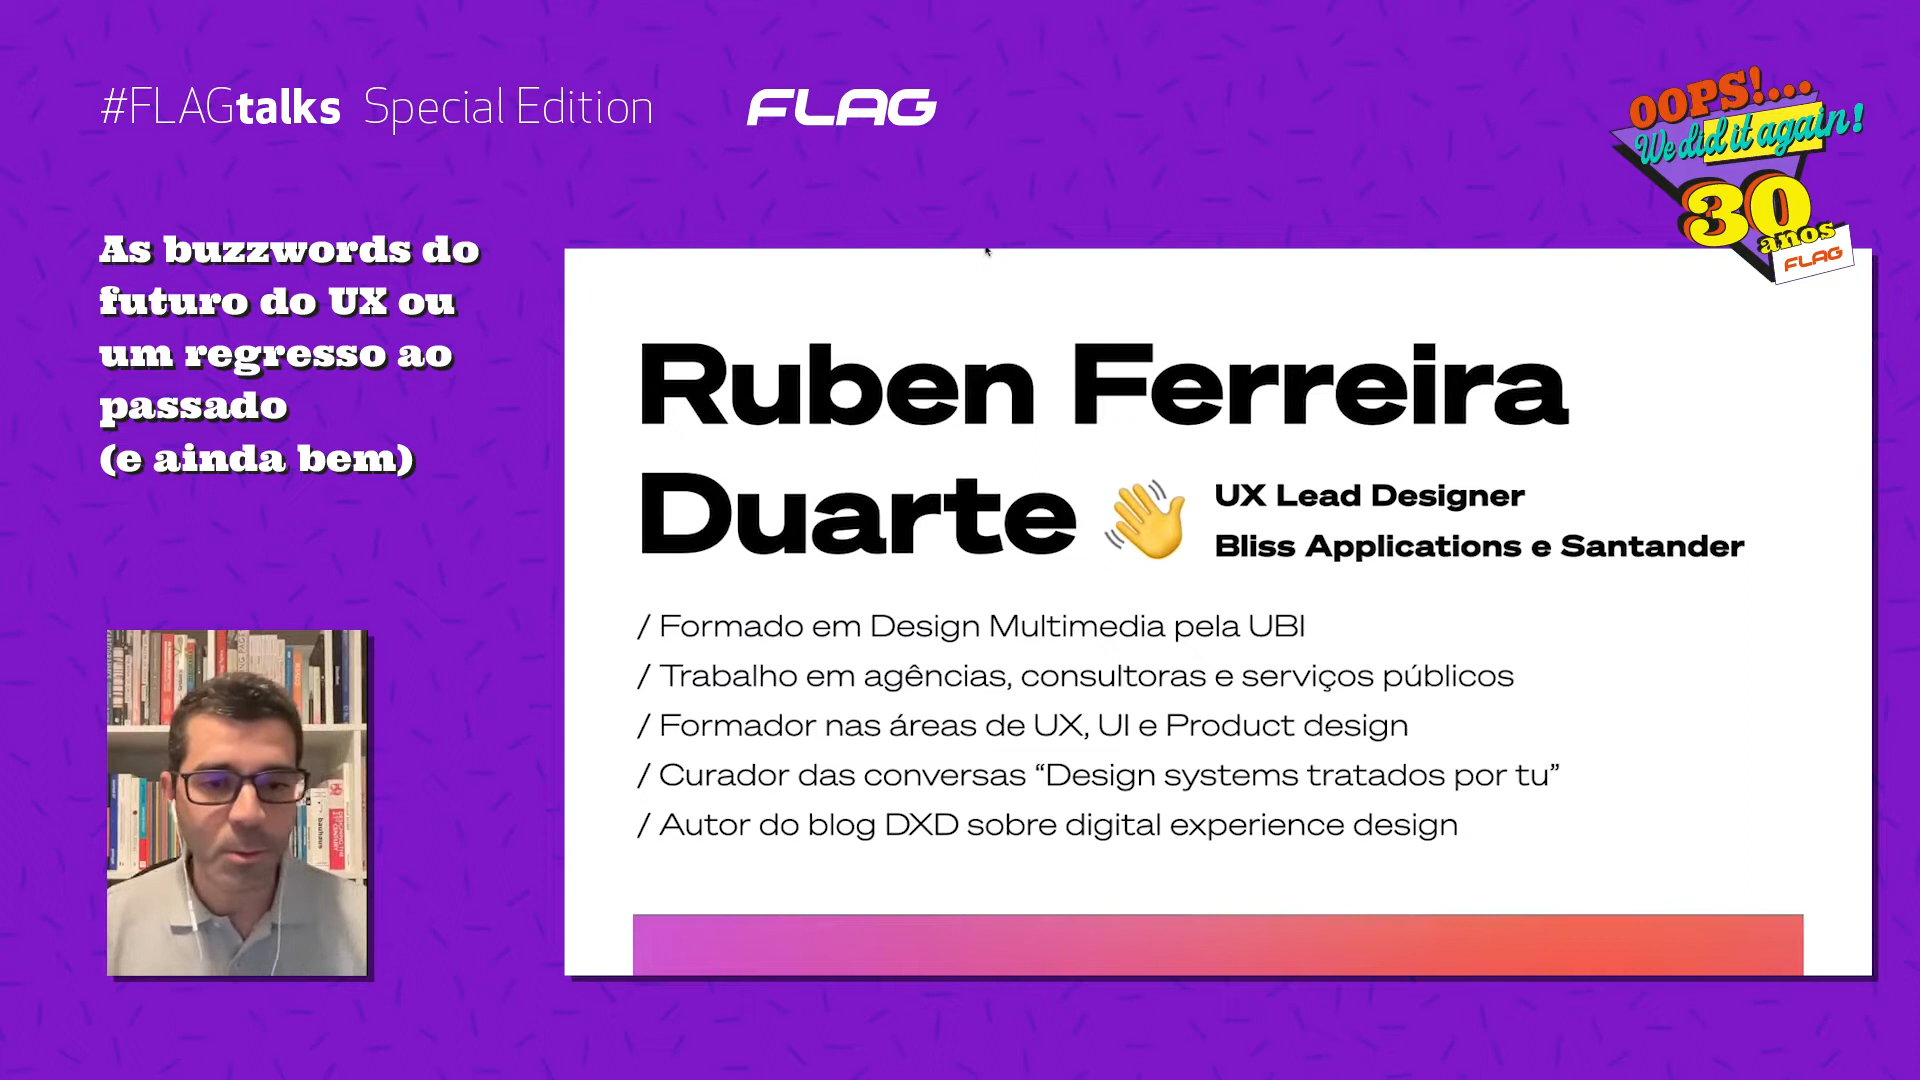 #FLAGtalks Special Edition
FLAG
OOPS!...
We did it again!
30
anos
FLAG
As buzzwords do
futuro do UX ou
um regresso ao
passado
(e ainda bem)
Ruben Ferreira
Duarte 👋
UX Lead Designer
Bliss Applications e Santander
/ Formado em Design Multimedia pela UBI
/ Trabalho em agências, consultoras e serviços públicos
/ Formador nas áreas de UX, UI e Product design
/ Curador das conversas “Design systems tratados por tu”
/ Autor do blog DXD sobre digital experience design
bauhaus